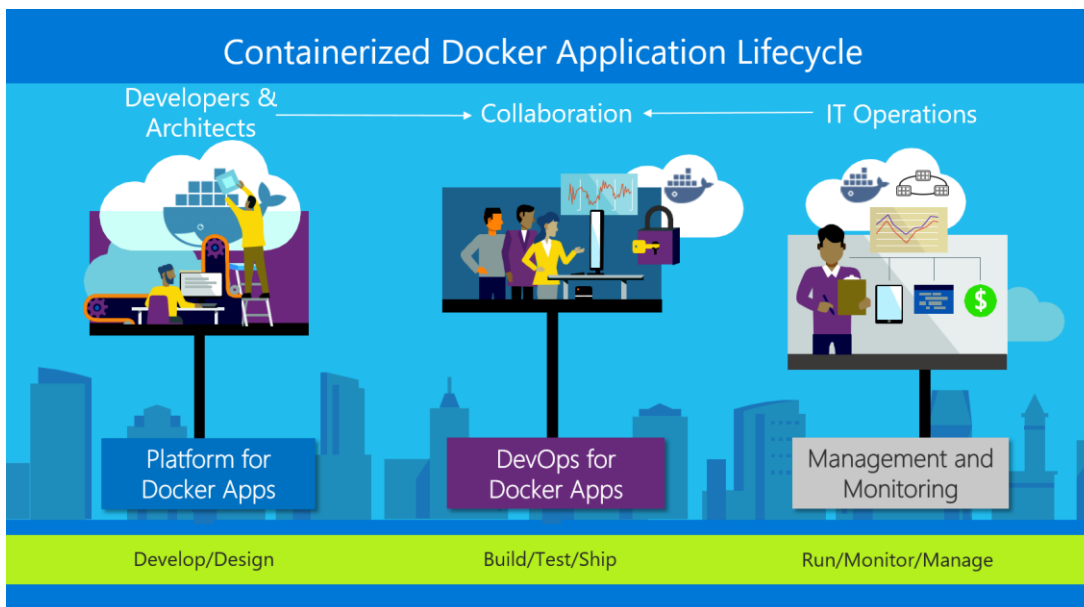 Containerized Docker Application Lifecycle
Developers &
Architects
Collaboration
IT Operations
$
Platform for
Docker Apps
DevOps for
Docker Apps
Management and
Monitoring
Develop/Design
Build/Test/Ship
Run/Monitor/Manage